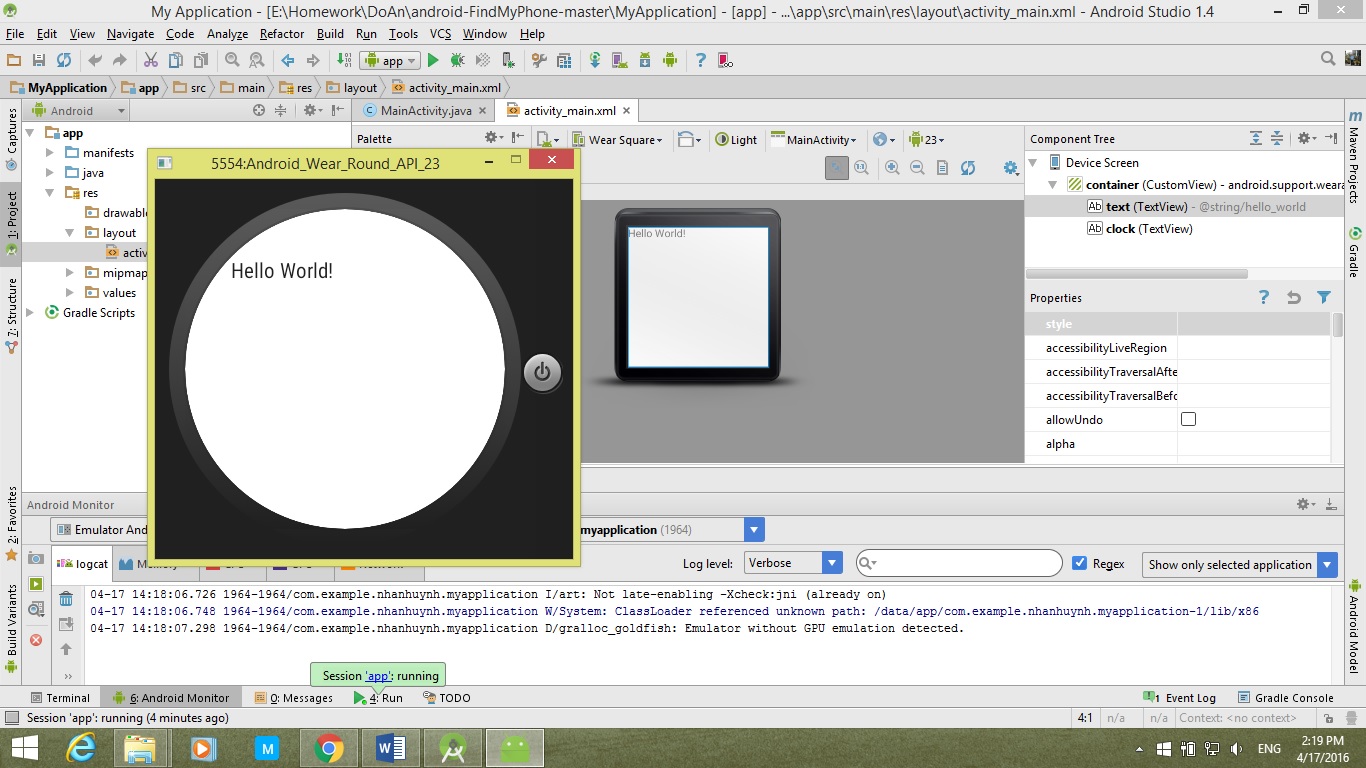 My Application - [E:\Homework\DoAn\android-FindMyPhone-master\MyApplication] - [app] - ...\app\src\main\res\layout\activity_main.xml - Android Studio 1.4
File Edit View Navigate Code Analyze Refactor Build Run Tools VCS Window Help
app
MyApplication app src main res layout activity_main.xml
Android
MainActivity.java activity_main.xml
Captures
1: Project
7: Structure
2: Favorites
Build Variants
app
manifests
java
res
drawabl
layout
activ
mipmap
values
Gradle Scripts
Palette
Wear Square Light MainActivity 23
5554:Android_Wear_Round_API_23
Hello World!
Hello World!
Component Tree
Device Screen
container (CustomView) - android.support.weara
Ab text (TextView) - @string/hello_world
Ab clock (TextView)
Properties
style
accessibilityLiveRegion
accessibilityTraversalAfte
accessibilityTraversalBefo
allowUndo
alpha
Maven Projects
Gradle
Android Model
Android Monitor
Emulator And
myapplication (1964)
logcat
Log level: Verbose Regex Show only selected application
04-17 14:18:06.726 1964-1964/com.example.nhanhuynh.myapplication I/art: Not late-enabling -Xcheck:jni (already on)
04-17 14:18:06.748 1964-1964/com.example.nhanhuynh.myapplication W/System: ClassLoader referenced unknown path: /data/app/com.example.nhanhuynh.myapplication-1/lib/x86
04-17 14:18:07.298 1964-1964/com.example.nhanhuynh.myapplication D/gralloc_goldfish: Emulator without GPU emulation detected.
Session 'app': running
Terminal 6: Android Monitor 0: Messages 4: Run TODO 1 Event Log Gradle Console
Session 'app': running (4 minutes ago) 4:1 n/a n/a Context: <no context>
ENG
2:19 PM
4/17/2016